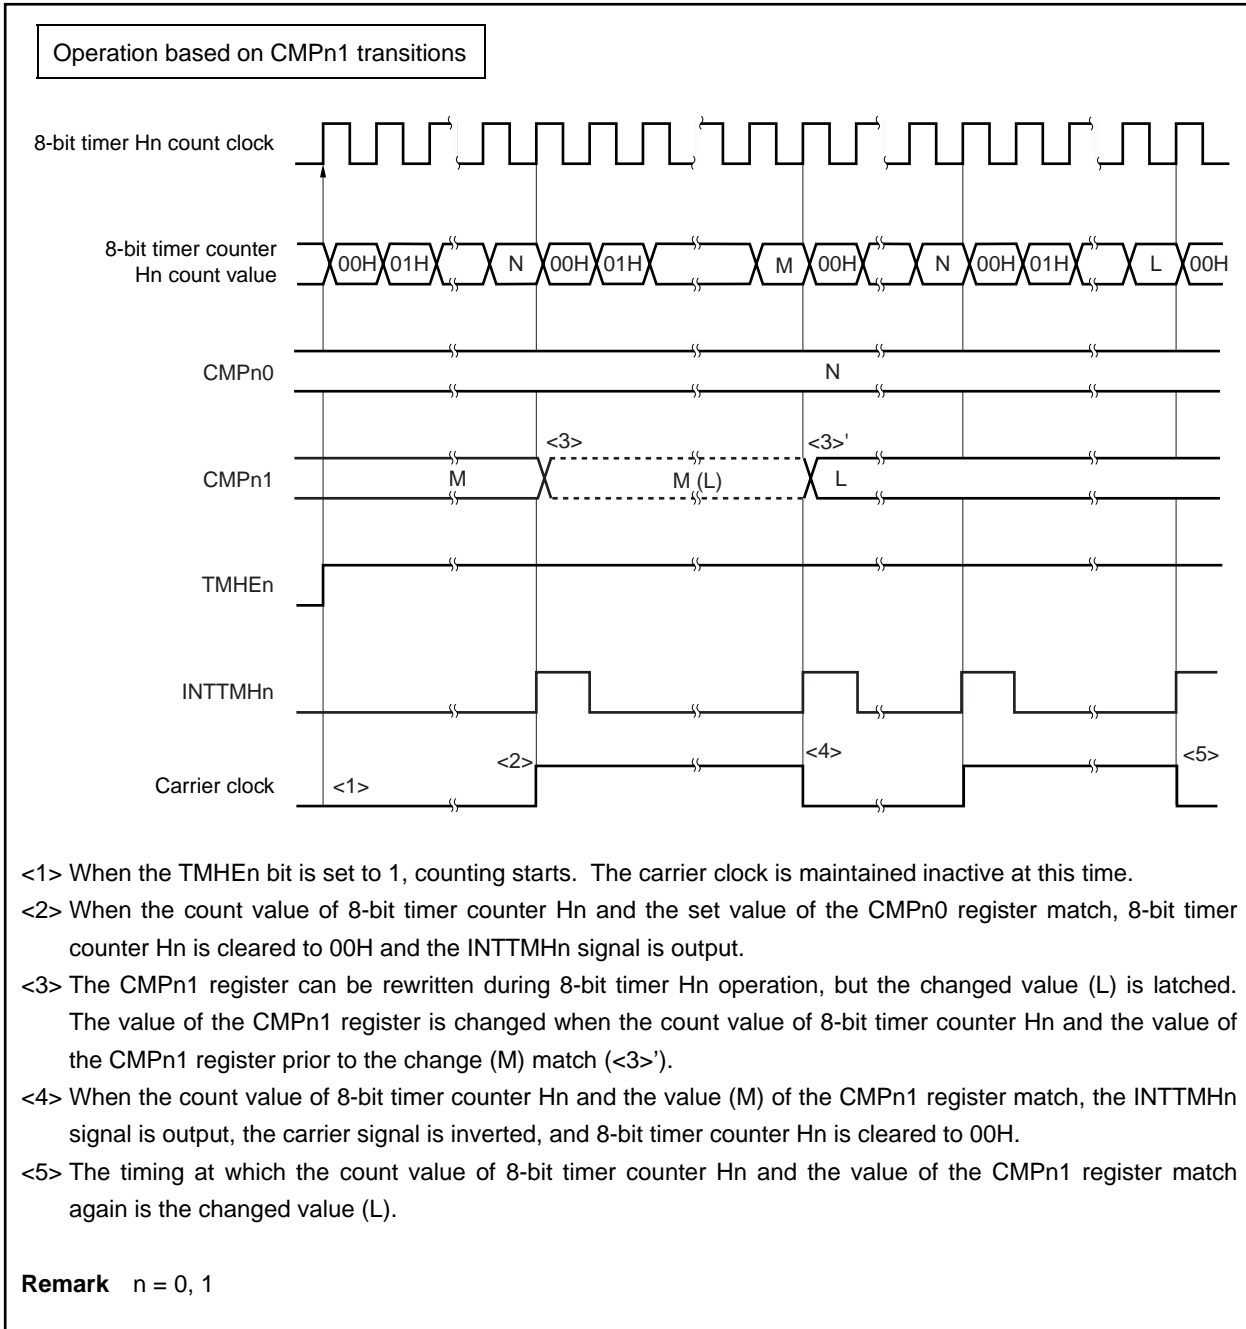 Operation based on CMPn1 transitions
8-bit timer Hn count clock
8-bit timer counter
Hn count value
00H 01H N 00H 01H M 00H N 00H 01H L 00H
CMPn0
N
<3> <3>'
CMPn1
M M (L) L
TMHEn
INTTMHn
<2> <4> <5>
Carrier clock
<1>
<1> When the TMHEn bit is set to 1, counting starts. The carrier clock is maintained inactive at this time.
<2> When the count value of 8-bit timer counter Hn and the set value of the CMPn0 register match, 8-bit timer
counter Hn is cleared to 00H and the INTTMHn signal is output.
<3> The CMPn1 register can be rewritten during 8-bit timer Hn operation, but the changed value (L) is latched.
The value of the CMPn1 register is changed when the count value of 8-bit timer counter Hn and the value of
the CMPn1 register prior to the change (M) match (<3>').
<4> When the count value of 8-bit timer counter Hn and the value (M) of the CMPn1 register match, the INTTMHn
signal is output, the carrier signal is inverted, and 8-bit timer counter Hn is cleared to 00H.
<5> The timing at which the count value of 8-bit timer counter Hn and the value of the CMPn1 register match
again is the changed value (L).
Remark n = 0, 1